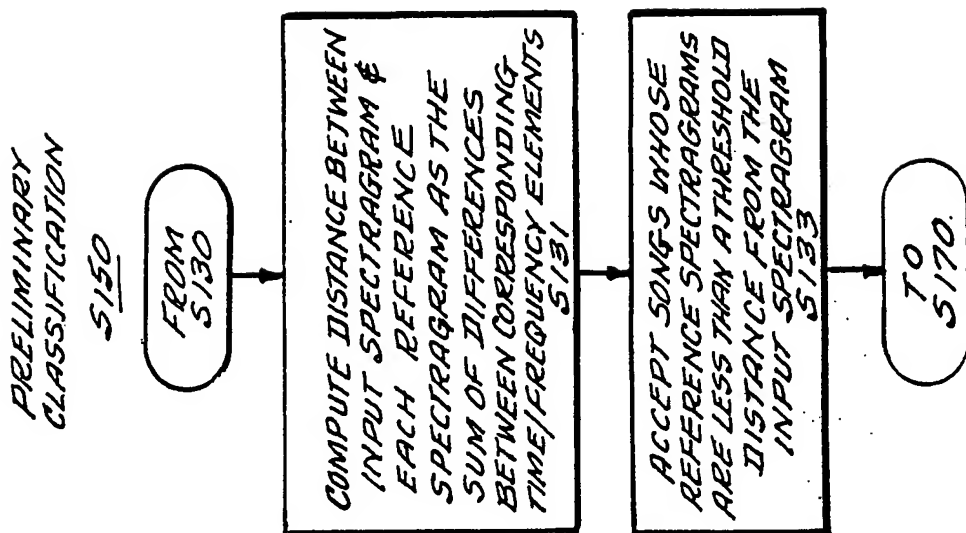 PRELIMINARY
CLASSIFICATION
S150
FROM
S130
COMPUTE DISTANCE BETWEEN
INPUT SPECTRAGRAM &
EACH REFERENCE
SPECTRAGRAM AS THE
SUM OF DIFFERENCES
BETWEEN CORRESPONDING
TIME/FREQUENCY ELEMENTS
S131
ACCEPT SONGS WHOSE
REFERENCE SPECTRAGRAMS
ARE LESS THAN A THRESHOLD
DISTANCE FROM THE
INPUT SPECTRAGRAM
S133
TO
S170.